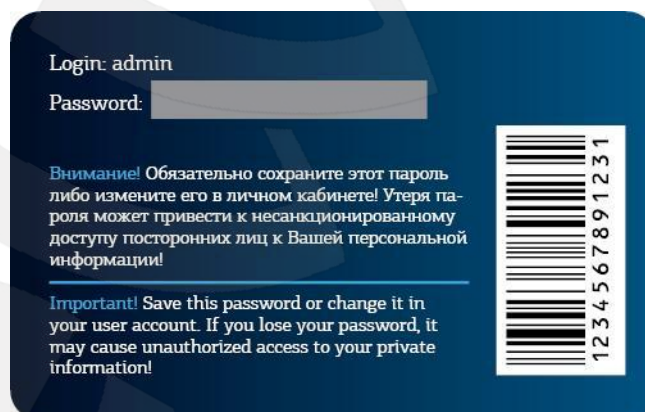 Login: admin
Password:
Внимание! Обязательно сохраните этот пароль
либо измените его в личном кабинете! Утеря па-
роля может привести к несанкционированному
доступу посторонних лиц к Вашей персональной
информации!
Important! Save this password or change it in
your user account. If you lose your password, it
may cause unauthorized access to your private
information!
1234567891231